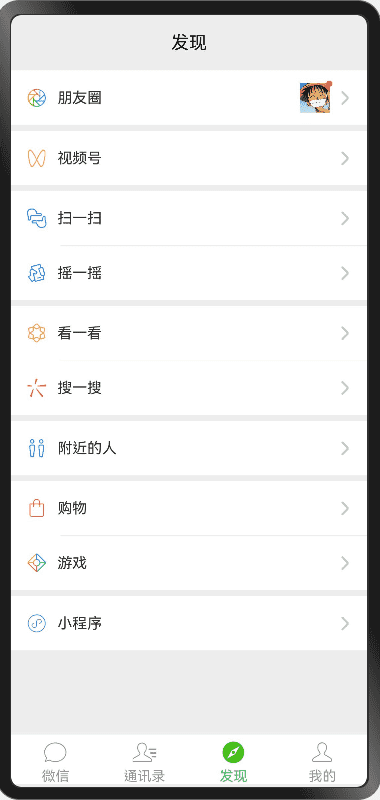 发现
朋友圈
视频号
扫一扫
摇一摇
看一看
搜一搜
附近的人
购物
游戏
小程序
微信 通讯录 发现 我的